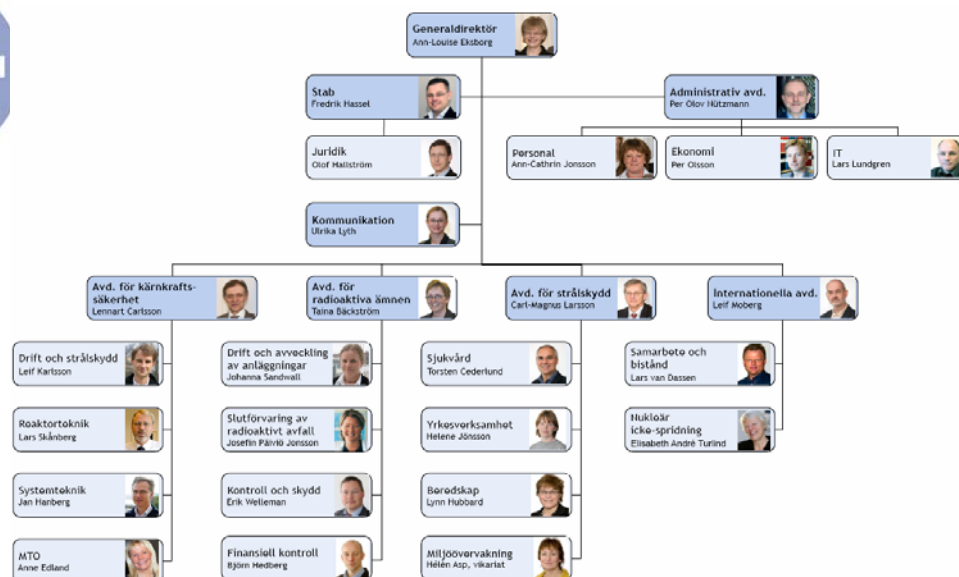 Generaldirektör
Ann-Louise Eksborg
Stab
Fredrik Hassel
Administrativ avd.
Per Olov Hützmann
Juridik
Olof Hallström
Personal
Ann-Cathrin Jonsson
Ekonomi
Per Olsson
IT
Lars Lundgren
Kommunikation
Ulrika Lyth
Avd. för kärnkrafts-
säkerhet
Lennart Carlsson
Avd. för
radioaktiva ämnen
Taina Bäckström
Avd. för strålskydd
Carl-Magnus Larsson
Internationella avd.
Leif Moberg
Drift och strålskydd
Leif Karlsson
Drift och avveckling
av anläggningar
Johanna Sandwall
Sjukvård
Torsten Cederlund
Samarbete och
bistånd
Lars van Dassen
Reaktorteknik
Lars Skånberg
Slutförvaring av
radioaktivt avfall
Josefin Päiviö Jonsson
Yrkesverksamhet
Helene Jönsson
Nukleär
icke-spridning
Elisabeth André Turlind
Systemteknik
Jan Hanberg
Kontroll och skydd
Erik Welleman
Beredskap
Lynn Hubbard
MTO
Anne Edland
Finansiell kontroll
Björn Hedberg
Miljöövervakning
Hélén Asp, vikariat